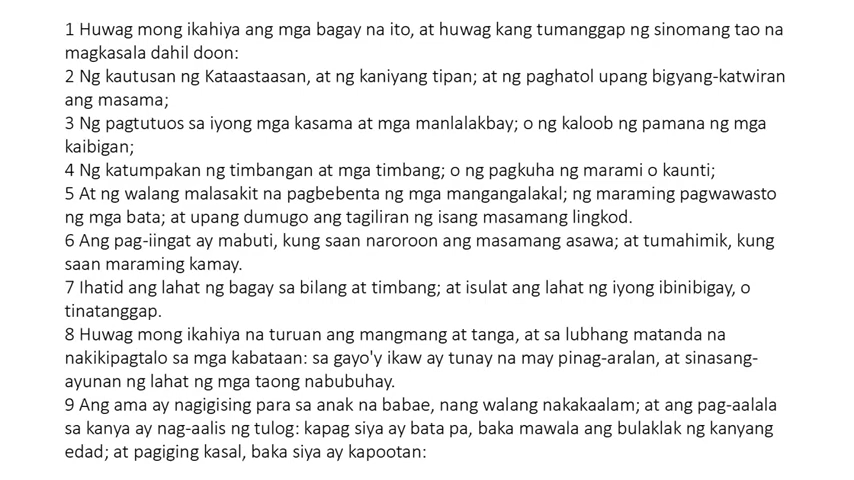 1 Huwag mong ikahiya ang mga bagay na ito, at huwag kang tumanggap ng sinomang tao na
magkasala dahil doon:
2 Ng kautusan ng Kataastaasan, at ng kaniyang tipan; at ng paghatol upang bigyang-katwiran
ang masama;
3 Ng pagtutuos sa iyong mga kasama at mga manlalakbay; o ng kaloob ng pamana ng mga
kaibigan;
4 Ng katumpakan ng timbangan at mga timbang; o ng pagkuha ng marami o kaunti;
5 At ng walang malasakit na pagbebenta ng mga mangangalakal; ng maraming pagwawasto
ng mga bata; at upang dumugo ang tagiliran ng isang masamang lingkod.
6 Ang pag-iingat ay mabuti, kung saan naroroon ang masamang asawa; at tumahimik, kung
saan maraming kamay.
7 Ihatid ang lahat ng bagay sa bilang at timbang; at isulat ang lahat ng iyong ibinibigay, o
tinatanggap.
8 Huwag mong ikahiya na turuan ang mangmang at tanga, at sa lubhang matanda na
nakikipagtalo sa mga kabataan: sa gayo'y ikaw ay tunay na may pinag-aralan, at sinasang-
ayunan ng lahat ng mga taong nabubuhay.
9 Ang ama ay nagigising para sa anak na babae, nang walang nakakaalam; at ang pag-aalala
sa kanya ay nag-aalis ng tulog: kapag siya ay bata pa, baka mawala ang bulaklak ng kanyang
edad; at pagiging kasal, baka siya ay kapootan: